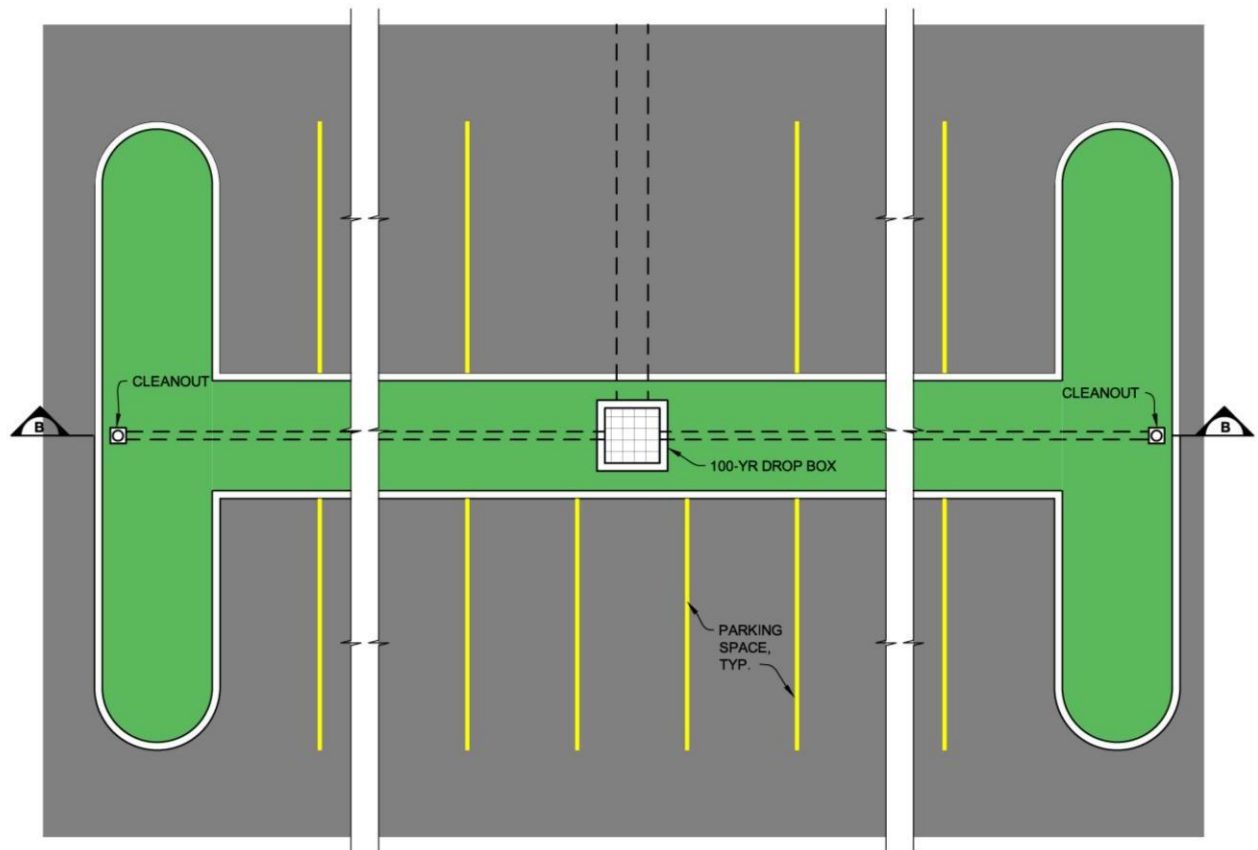 CLEANOUT
CLEANOUT
B
B
100-YR DROP BOX
PARKING
SPACE,
TYP.